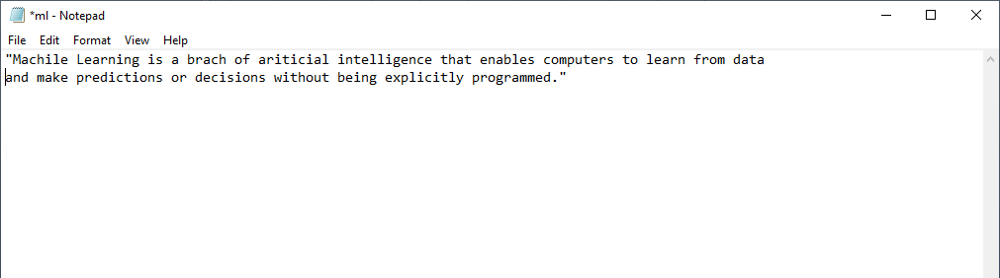 *ml - Notepad
File Edit Format View Help
"Machile Learning is a brach of ariticial intelligence that enables computers to learn from data
and make predictions or decisions without being explicitly programmed."